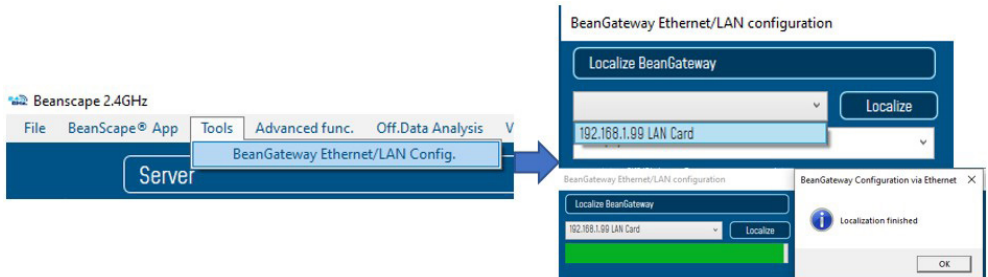 Beanscape 2.4GHz
File BeanScape® App Tools Advanced func. Off.Data Analysis V
BeanGateway Ethernet/LAN Config.
Server
BeanGateway Ethernet/LAN configuration
Localize BeanGateway
Localize
192.168.1.99 LAN Card
BeanGateway Ethernet/LAN configuration
Localize BeanGateway
192.168.1.99 LAN Card Localize
BeanGateway Configuration via Ethernet
Localization finished
OK